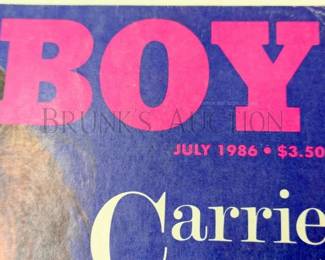 BOY
BRUNK'S AUCTION
JULY 1986 • $3.50
Carrie